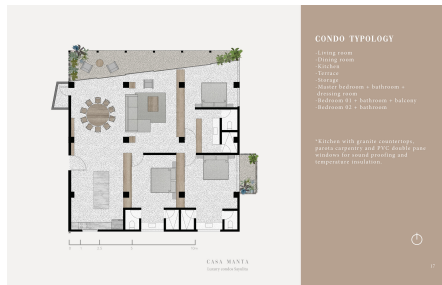 CONDO TYPOLOGY
-Living room
-Dining room
-Kitchen
-Terrace
-Storage
-Master bedroom + bathroom +
dressing room
-Bedroom 01 + bathroom + balcony
-Bedroom 02 + bathroom
*Kitchen with granite countertops,
parota carpentry and PVC double pane
windows for sound proofing and
temperature insulation.
CASA MANTA
17